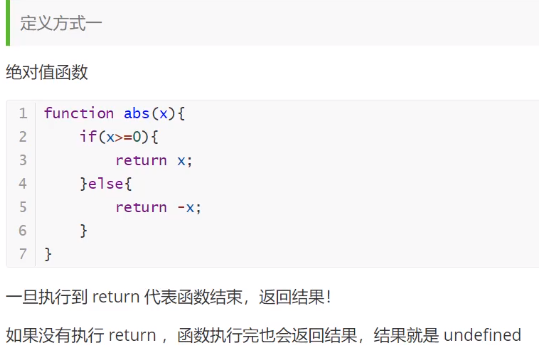 定义方式一
绝对值函数
1 function abs(x){
2     if(x>=0){
3         return x;
4     }else{
5         return -x;
6     }
7 }
一旦执行到 return 代表函数结束，返回结果！
如果没有执行 return ，函数执行完也会返回结果，结果就是 undefined